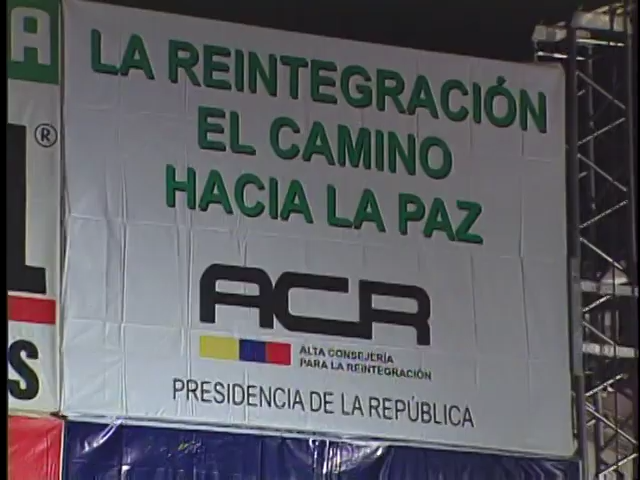 A
®
S
LA REINTEGRACIÓN
EL CAMINO
HACIA LA PAZ
ACR
ALTA CONSEJERÍA
PARA LA REINTEGRACIÓN
PRESIDENCIA DE LA REPÚBLICA